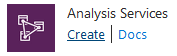 Analysis Services
Create | Docs